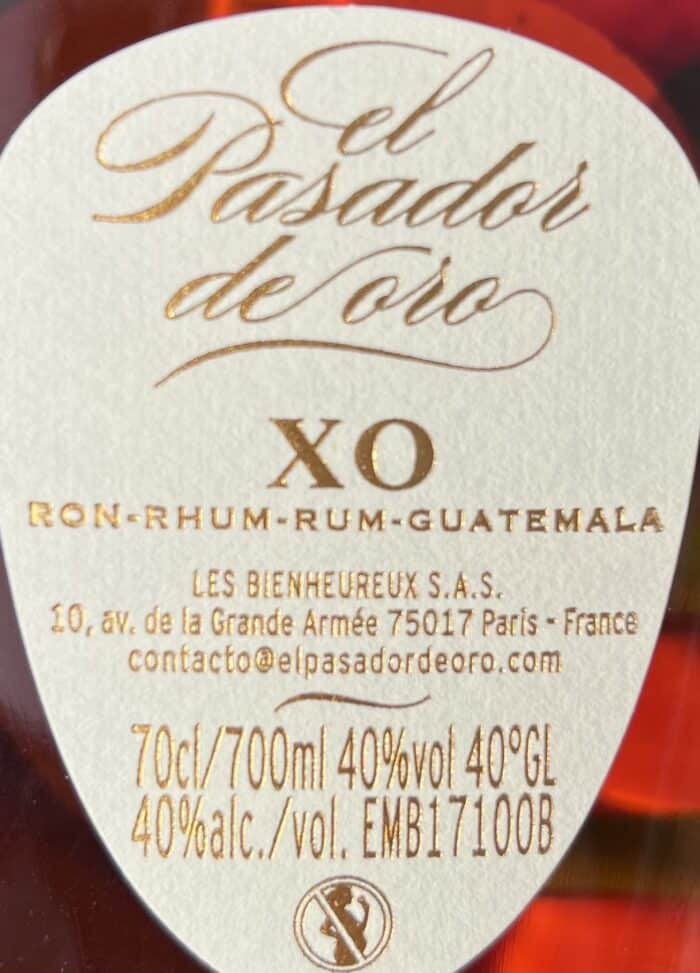 el
Pasador
de oro
XO
RON-RHUM-RUM-GUATEMALA
LES BIENHEUREUX S.A.S.
10, av. de la Grande Armée 75017 Paris - France
contacto@elpasadordeoro.com
70cl/700ml 40%vol 40°GL
40%alc./vol. EMB17100B